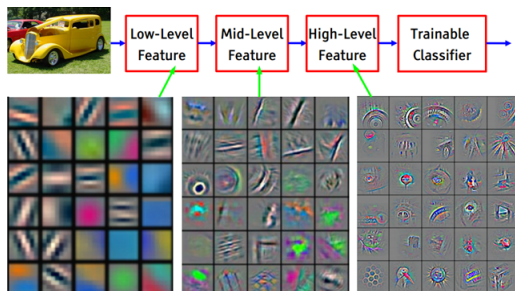 Low-Level
Feature
Mid-Level
Feature
High-Level
Feature
Trainable
Classifier